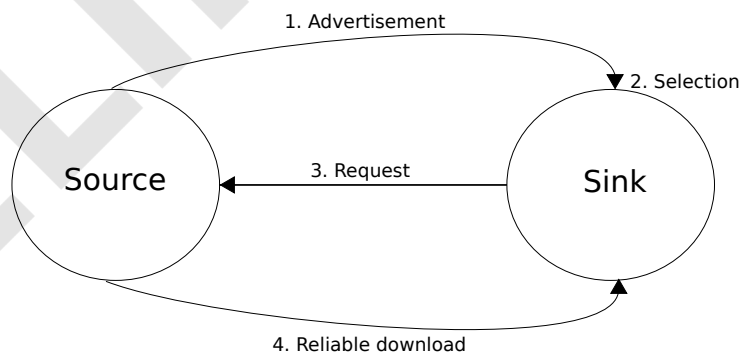 1. Advertisement
2. Selection
Source
3. Request
Sink
4. Reliable download